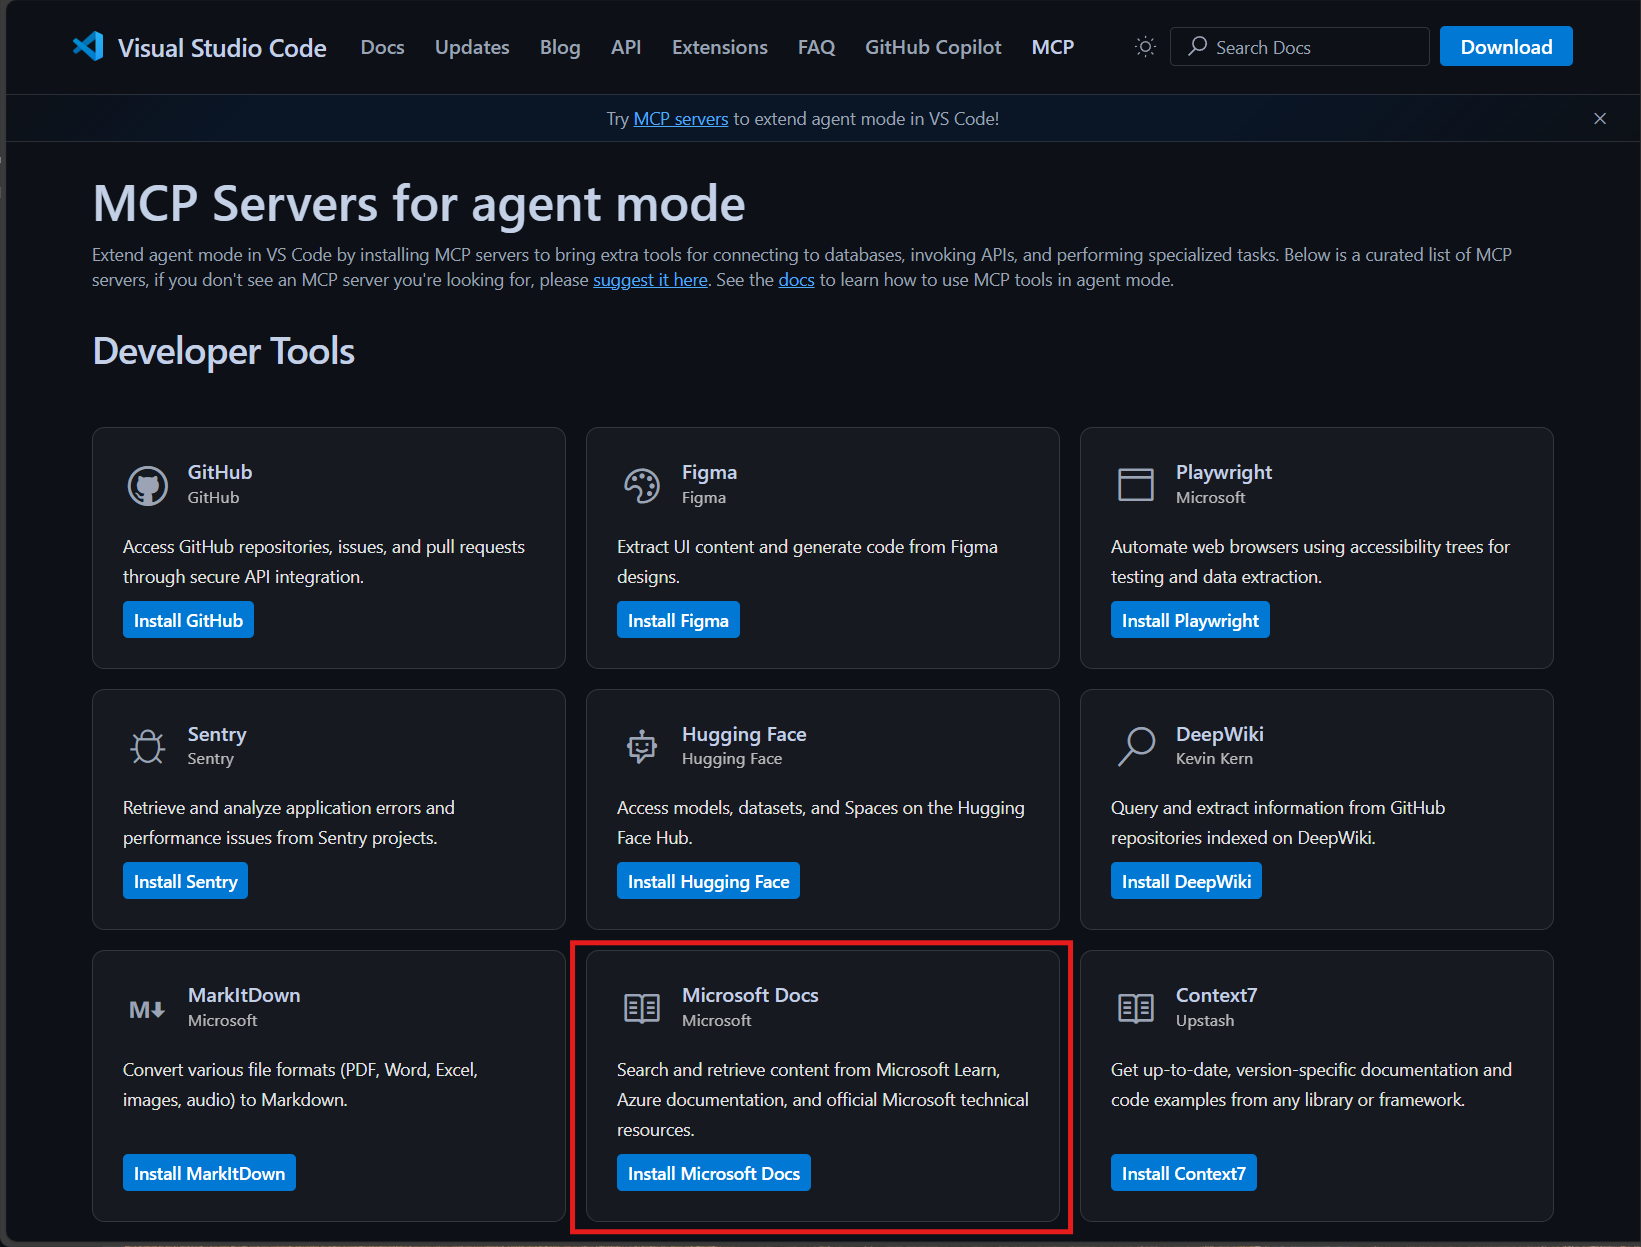 Visual Studio Code Docs Updates Blog API Extensions FAQ GitHub Copilot MCP Search Docs Download
Try MCP servers to extend agent mode in VS Code!
MCP Servers for agent mode
Extend agent mode in VS Code by installing MCP servers to bring extra tools for connecting to databases, invoking APIs, and performing specialized tasks. Below is a curated list of MCP
servers, if you don't see an MCP server you're looking for, please suggest it here. See the docs to learn how to use MCP tools in agent mode.
Developer Tools
GitHub
GitHub
Access GitHub repositories, issues, and pull requests
through secure API integration.
Install GitHub
Figma
Figma
Extract UI content and generate code from Figma
designs.
Install Figma
Playwright
Microsoft
Automate web browsers using accessibility trees for
testing and data extraction.
Install Playwright
Sentry
Sentry
Retrieve and analyze application errors and
performance issues from Sentry projects.
Install Sentry
Hugging Face
Hugging Face
Access models, datasets, and Spaces on the Hugging
Face Hub.
Install Hugging Face
DeepWiki
Kevin Kern
Query and extract information from GitHub
repositories indexed on DeepWiki.
Install DeepWiki
M
MarkItDown
Microsoft
Convert various file formats (PDF, Word, Excel,
images, audio) to Markdown.
Install MarkItDown
Microsoft Docs
Microsoft
Search and retrieve content from Microsoft Learn,
Azure documentation, and official Microsoft technical
resources.
Install Microsoft Docs
Context7
Upstash
Get up-to-date, version-specific documentation and
code examples from any library or framework.
Install Context7